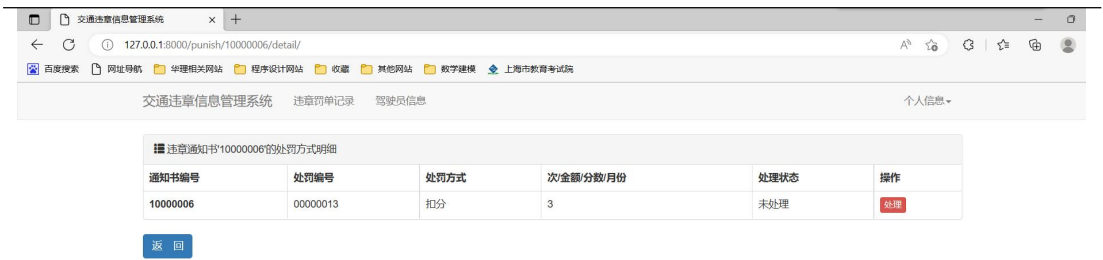 交通违章信息管理系统
127.0.0.1:8000/punish/10000006/detail/
百度搜索 网址导航 华理相关网站 程序设计网站 收藏 其他网站 数学建模 上海市教育考试院
交通违章信息管理系统 违章罚单记录 驾驶员信息 个人信息
违章通知书'10000006'的处罚方式明细
通知书编号 处罚编号 处罚方式 次/金额/分数/月份 处理状态 操作
10000006 00000013 扣分 3 未处理 处理
返 回